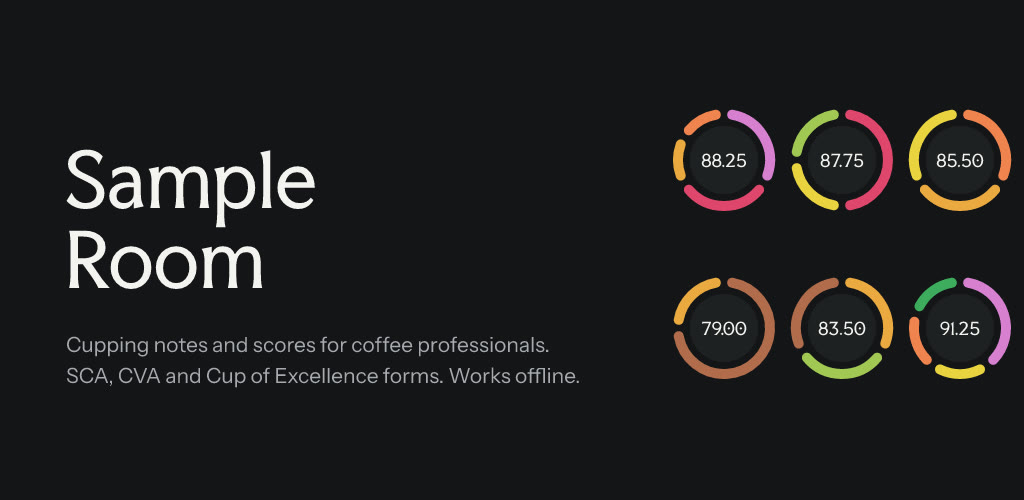 Sample
Room
Cupping notes and scores for coffee professionals.
SCA, CVA and Cup of Excellence forms. Works offline.
88.25
87.75
85.50
79.00
83.50
91.25